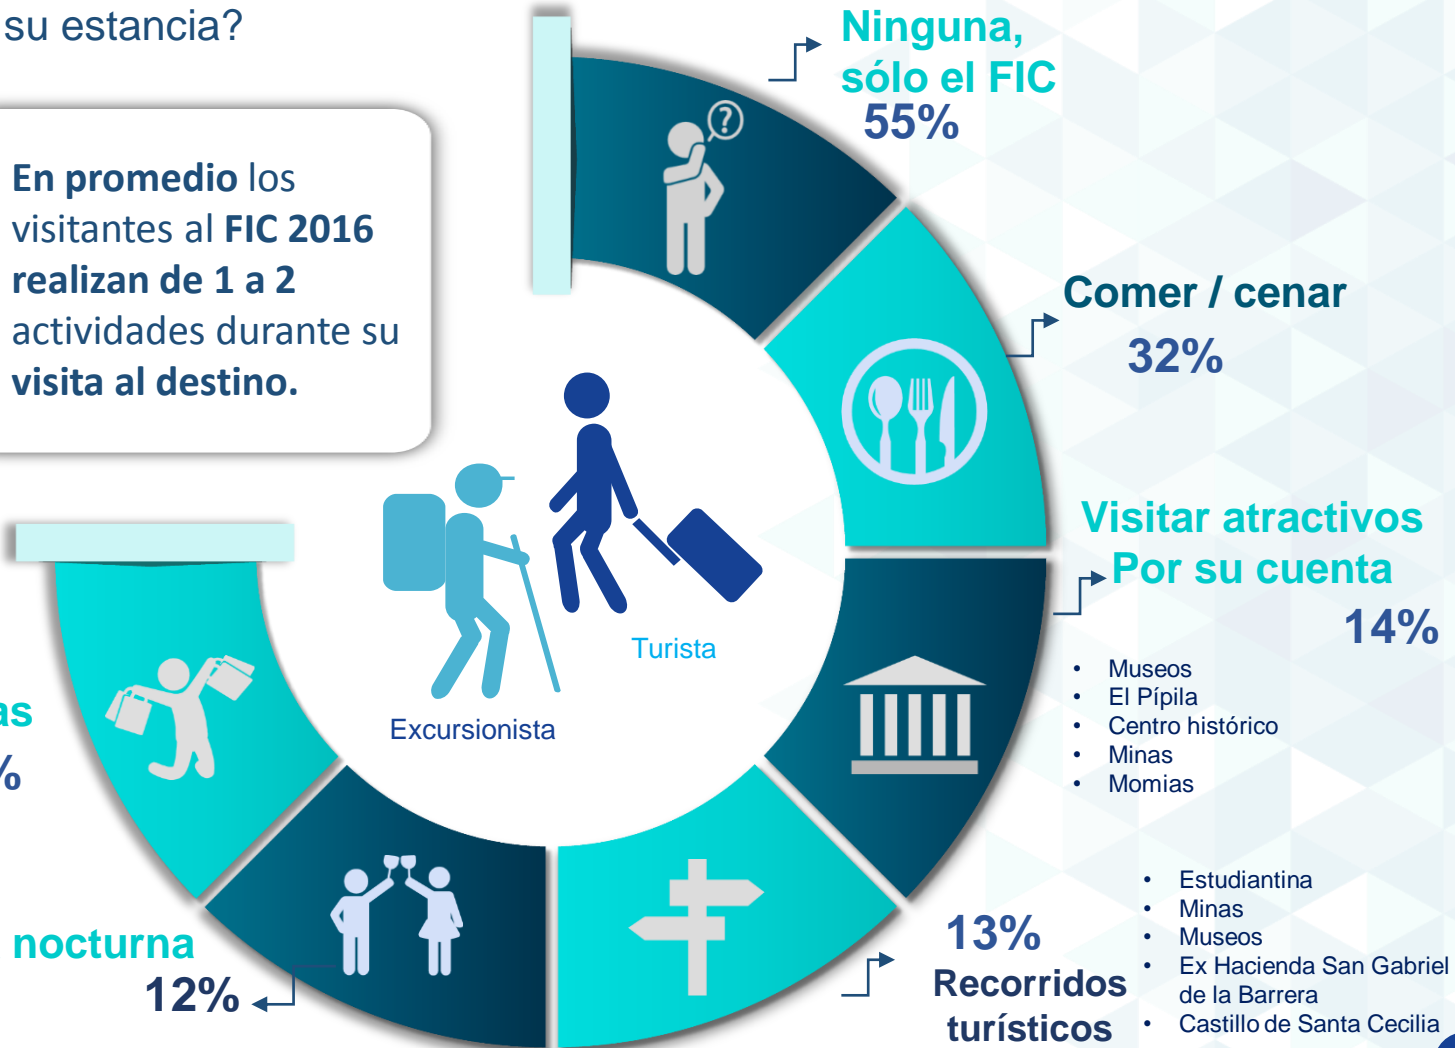 su estancia?
En promedio los
visitantes al FIC 2016
realizan de 1 a 2
actividades durante su
visita al destino.
Ninguna,
sólo el FIC
55%
Comer / cenar
32%
Visitar atractivos
Por su cuenta
14%
• Museos
• El Pípila
• Centro histórico
• Minas
• Momias
13%
Recorridos
turísticos
• Estudiantina
• Minas
• Museos
• Ex Hacienda San Gabriel
de la Barrera
• Castillo de Santa Cecilia
nocturna
12%
as
%
Turista
Excursionista
?